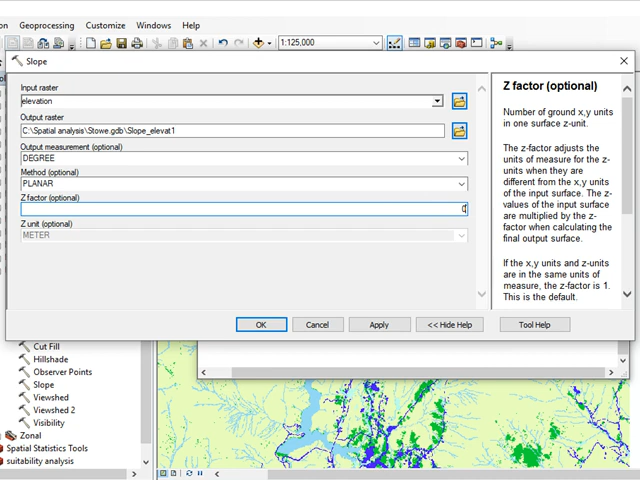 on Geoprocessing Customize Windows Help
1:125,000
Slope
Input raster
elevation
Output raster
C:\Spatial analysis\Stowe.gdb\Slope_elevat1
Output measurement (optional)
DEGREE
Method (optional)
PLANAR
Z factor (optional)
Z unit (optional)
METER
Z factor (optional)
Number of ground x,y units
in one surface z-unit.
The z-factor adjusts the
units of measure for the z-
units when they are
different from the x,y units
of the input surface. The z-
values of the input surface
are multiplied by the z-
factor when calculating the
final output surface.
If the x,y units and z-units
are in the same units of
measure, the z-factor is 1.
This is the default.
OK Cancel Apply << Hide Help Tool Help
Cut Fill
Hillshade
Observer Points
Slope
Viewshed
Viewshed 2
Visibility
Zonal
Spatial Statistics Tools
suitability analysis